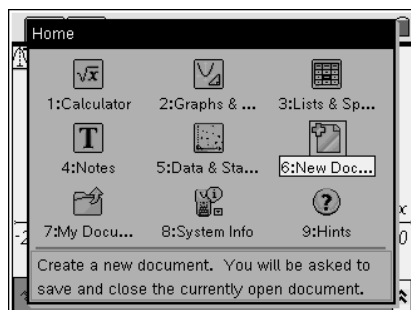 Home
1:Calculator 2:Graphs & ... 3:Lists & Sp...
4:Notes 5:Data & Sta... 6:New Doc...
7:My Docu... 8:System Info 9:Hints
Create a new document. You will be asked to
save and close the currently open document.
x
-2
0